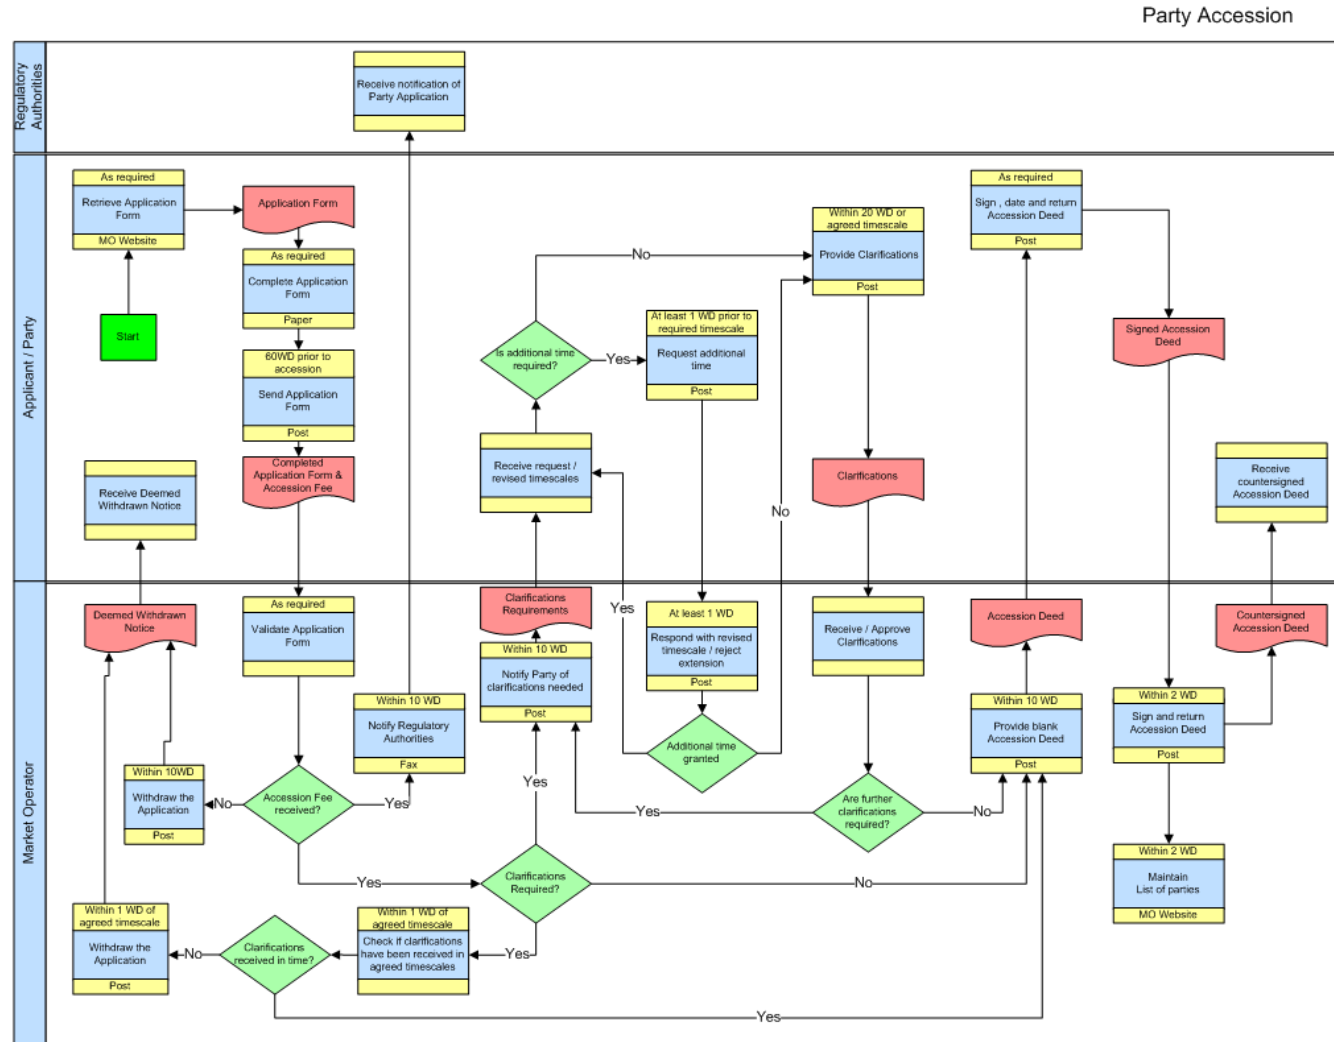 Party Accession
Regulatory
Authorities
Receive notification of
Party Application
Applicant / Party
As required
Retrieve Application
Form
MO Website
Application Form
As required
Complete Application
Form
Paper
Start
60WD prior to
accession
Send Application
Form
Post
Completed
Application Form &
Accession Fee
Receive Deemed
Withdrawn Notice
Is additional time
required?
No
Yes
At least 1 WD prior to
required timescale
Request additional
time
Post
Receive request /
revised timescales
Within 20 WD or
agreed timescale
Provide Clarifications
Post
Clarifications
No
As required
Sign , date and return
Accession Deed
Post
Signed Accession
Deed
Receive
countersigned
Accession Deed
Market Operator
Deemed Withdrawn
Notice
As required
Validate Application
Form
Clarifications
Requirements
Yes
At least 1 WD
Respond with revised
timescale / reject
extension
Post
Receive / Approve
Clarifications
Accession Deed
Countersigned
Accession Deed
Within 10 WD
Notify Party of
clarifications needed
Post
Within 10 WD
Notify Regulatory
Authorities
Fax
Additional time
granted
Within 10 WD
Provide blank
Accession Deed
Post
Within 2 WD
Sign and return
Accession Deed
Post
Within 10WD
Withdraw the
Application
Post
No
Accession Fee
received?
Yes
Yes
Yes
Are further
clarifications
required?
No
Within 2 WD
Maintain
List of parties
MO Website
Yes
Clarifications
Required?
No
Within 1 WD of
agreed timescale
Withdraw the
Application
Post
No
Clarifications
received in time?
Within 1 WD of
agreed timescale
Check if clarifications
have been received in
agreed timescales
Yes
Yes